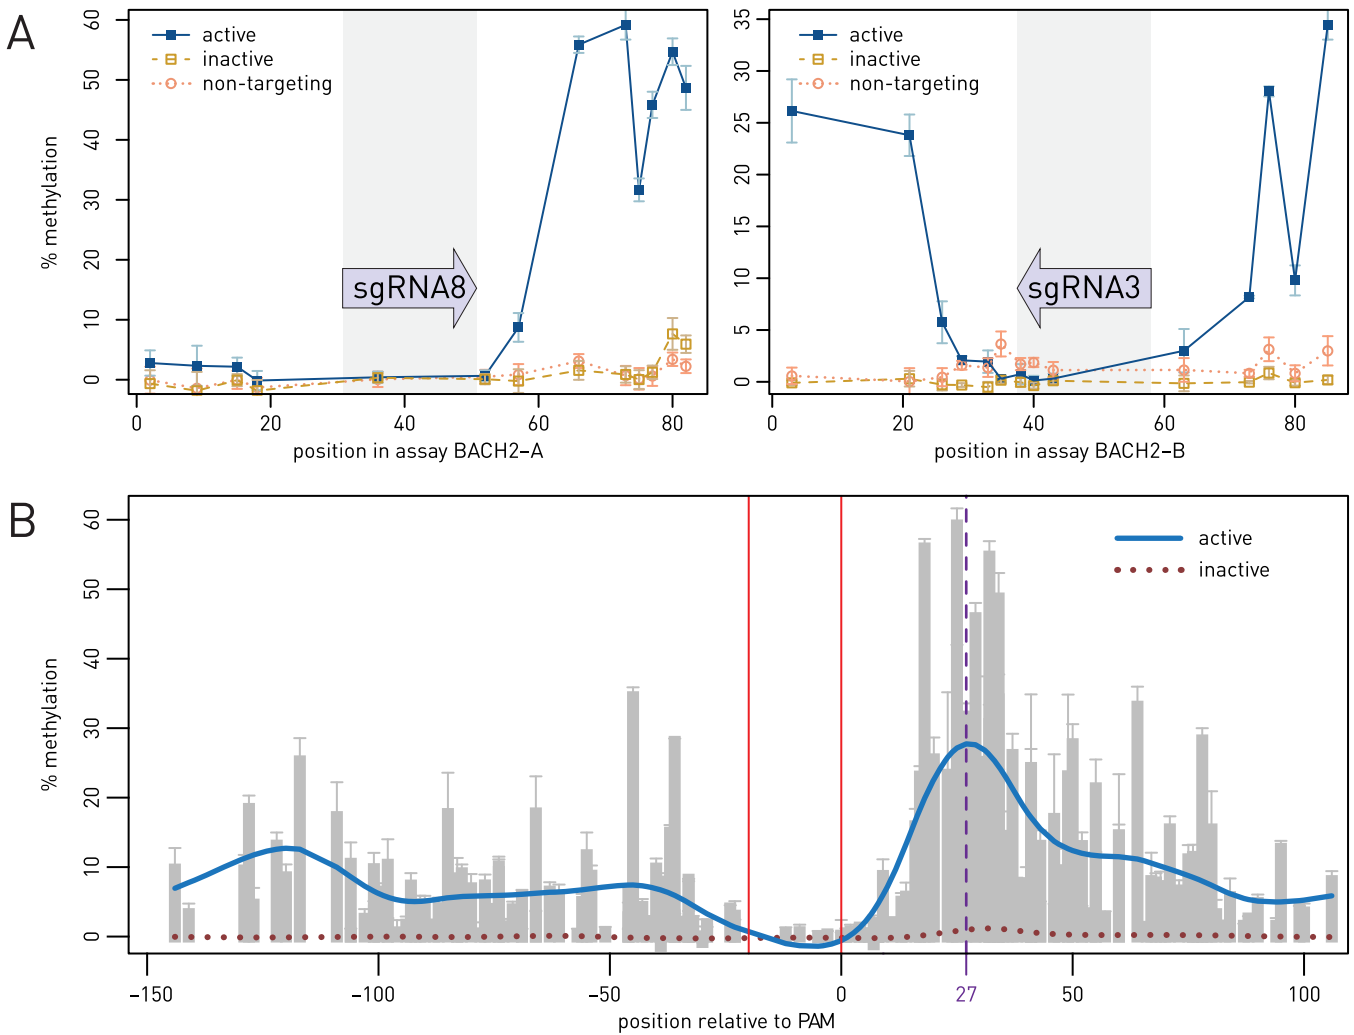 A
active
inactive
non-targeting
% methylation
0 10 20 30 40 50 60
sgRNA8
0 20 40 60 80
position in assay BACH2–A
active
inactive
non-targeting
0 5 10 15 20 25 30 35
sgRNA3
0 20 40 60 80
position in assay BACH2–B
B
active
inactive
% methylation
0 10 20 30 40 50 60
–150 –100 –50 0 27 50 100
position relative to PAM